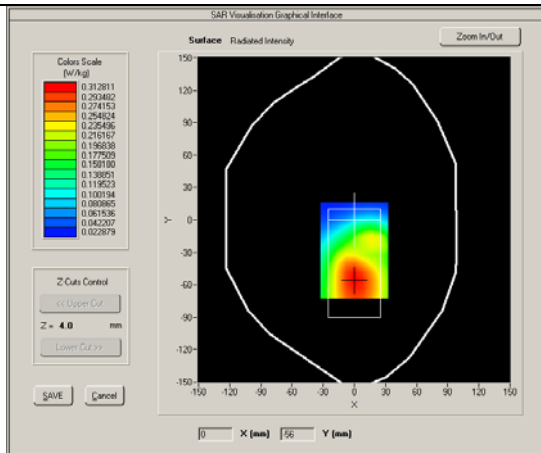 SAR Visualisation Graphical Interface
Surface Radiated Intensity
Zoom In/Out
Colors Scale
(W/kg)
0.312811
0.293482
0.274153
0.254824
0.235496
0.216167
0.196838
0.177509
0.158180
0.138851
0.119523
0.100194
0.080865
0.061536
0.042207
0.022879
150
120
90
60
30
0
-30
-60
-90
-120
-150
Y
-150 -120 -90 -60 -30 0 30 60 90 120 150
X
Z Cuts Control
<< Upper Cut
Z = 4.0 mm
Lower Cut >>
SAVE Cancel
0 X (mm) -56 Y (mm)